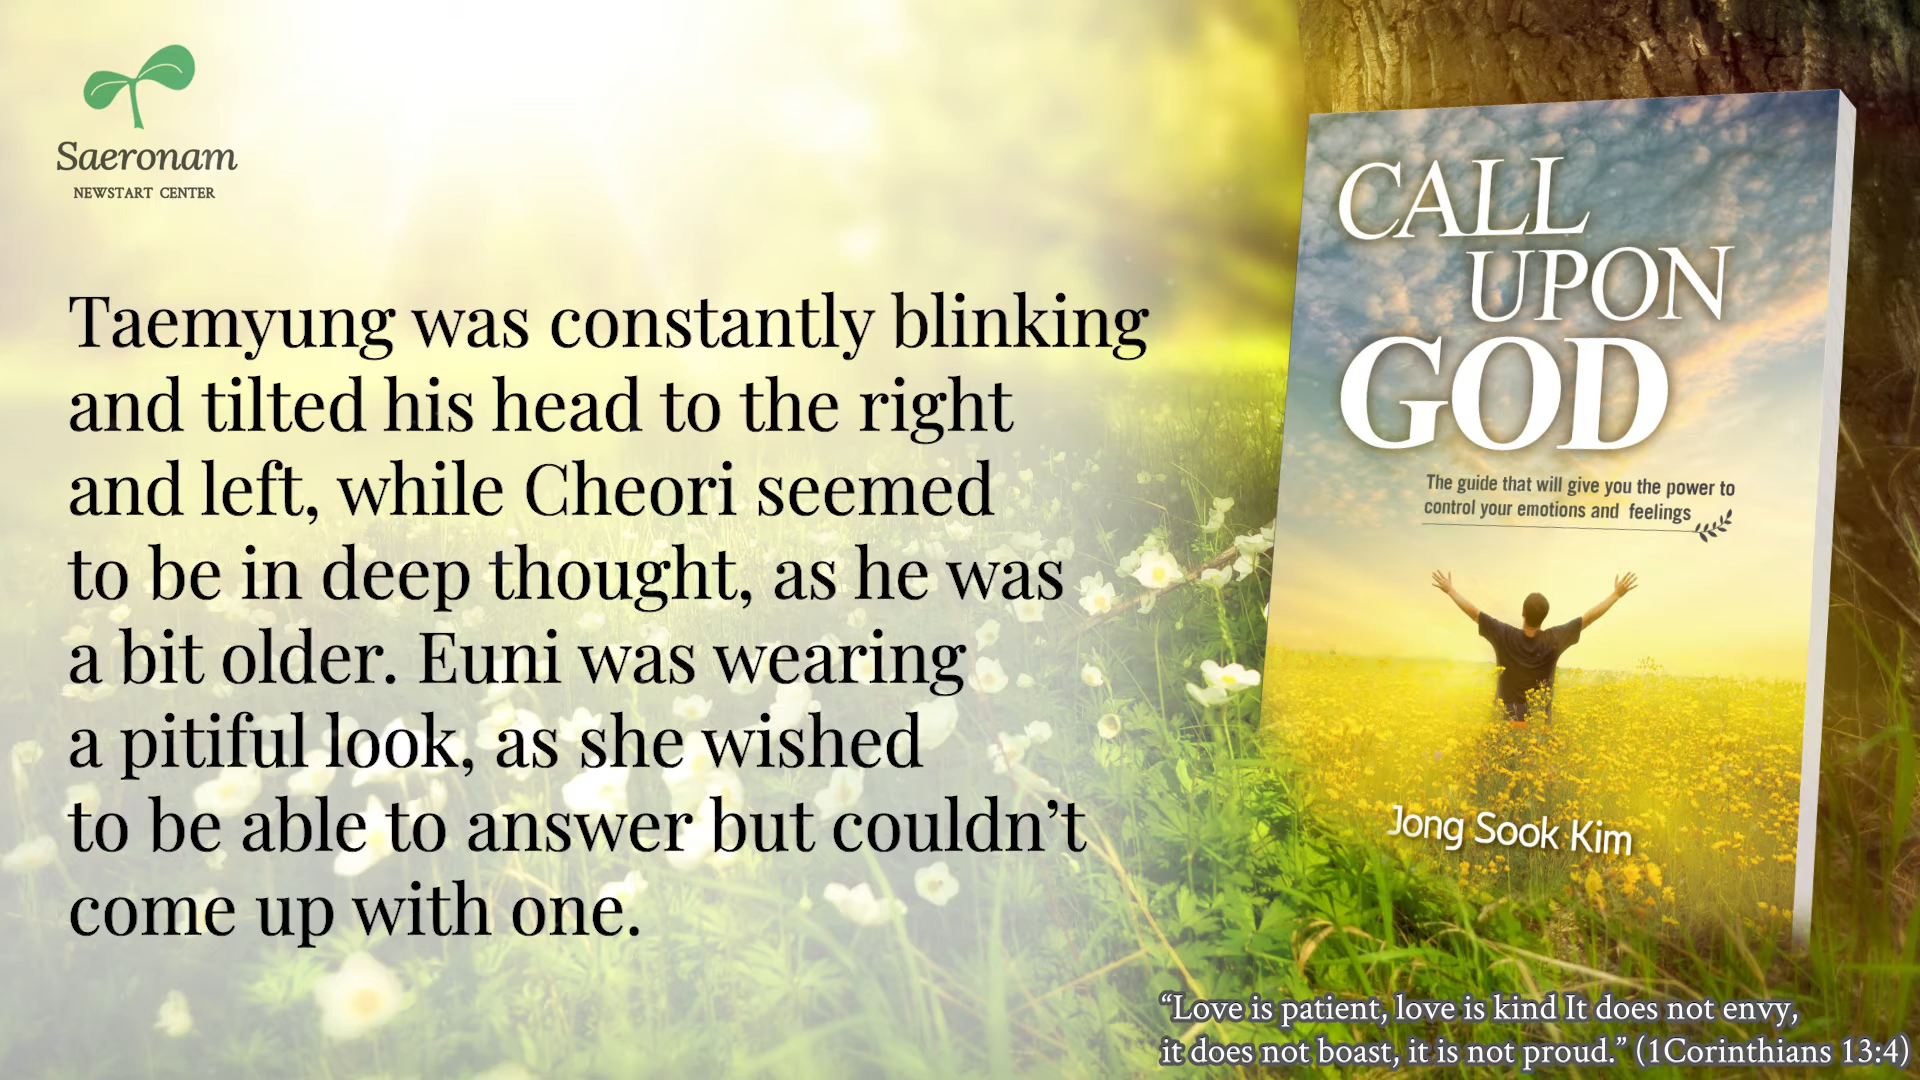 Saeronam
NEWSTART CENTER
Taemyung was constantly blinking
and tilted his head to the right
and left, while Cheori seemed
to be in deep thought, as he was
a bit older. Euni was wearing
a pitiful look, as she wished
to be able to answer but couldn’t
come up with one.
CALL
UPON
GOD
The guide that will give you the power to
control your emotions and feelings
Jong Sook Kim
“Love is patient, love is kind It does not envy,
it does not boast, it is not proud.” (1Corinthians 13:4)